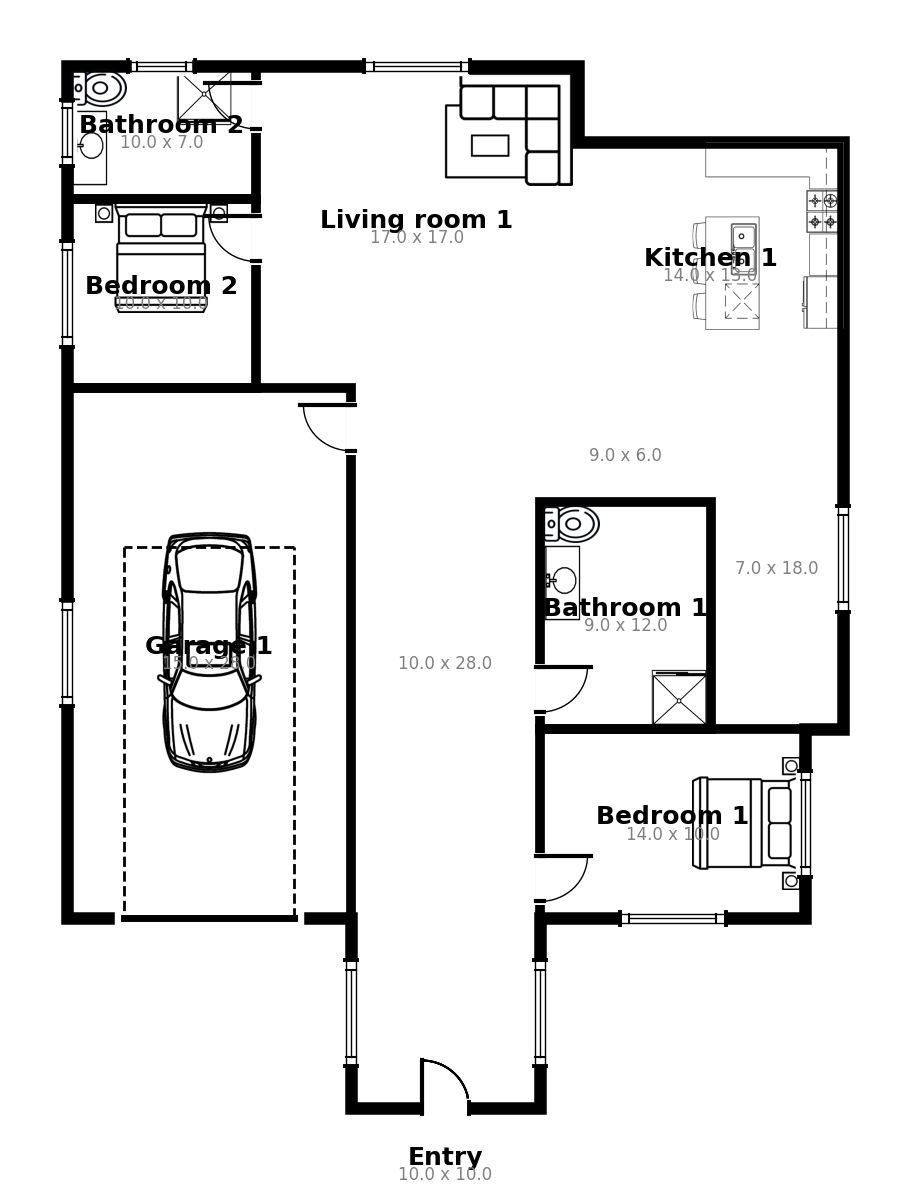 Bathroom 2
10.0 x 7.0
Living room 1
17.0 x 17.0
Kitchen 1
14.0 x 13.0
Bedroom 2
10.0 x 10.0
9.0 x 6.0
7.0 x 18.0
Bathroom 1
9.0 x 12.0
Garage 1
15.0 x 28.0
10.0 x 28.0
Bedroom 1
14.0 x 10.0
Entry
10.0 x 10.0